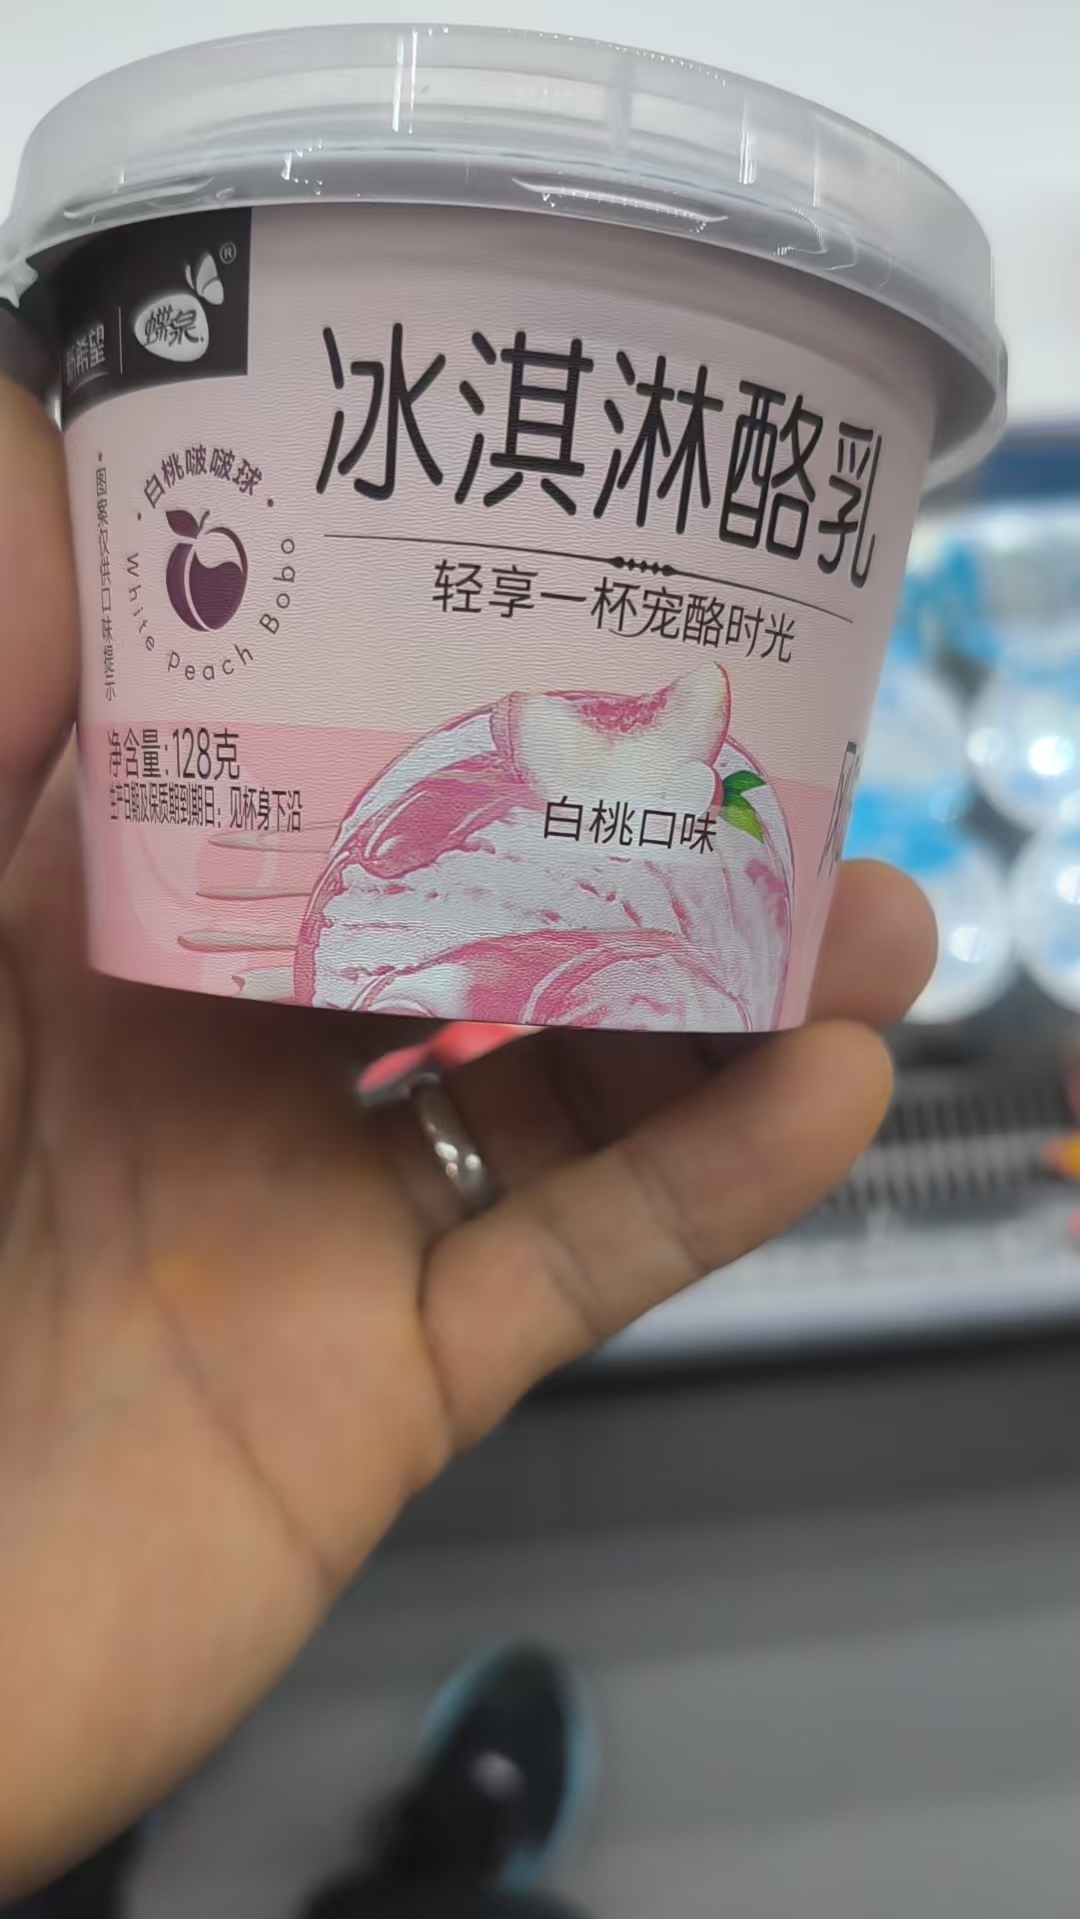 新希望
蝶泉
®
冰淇淋酪乳
轻享一杯宠酪时光
·白桃啵啵球·
White Peach Bobo
*图案仅供口味提示
净含量:128克
生产日期及保质期到期日:见杯身下沿
白桃口味